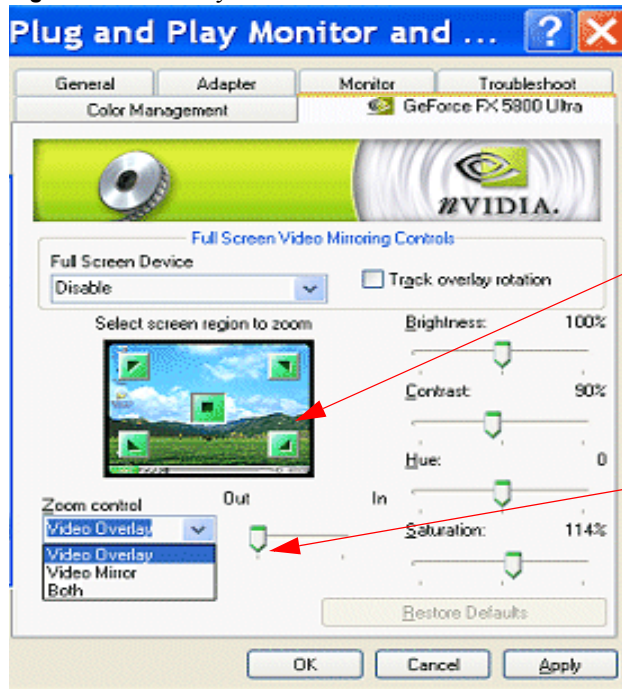 Plug and Play Monitor and ...
General Adapter Monitor Troubleshoot
Color Management GeForce FX 5800 Ultra
nVIDIA.
Full Screen Video Mirroring Controls
Full Screen Device
Disable
Track overlay rotation
Select screen region to zoom
Brightness: 100%
Contrast: 90%
Hue: 0
Saturation: 114%
Zoom control
Out In
Video Overlay
Video Overlay
Video Mirror
Both
Restore Defaults
OK Cancel Apply